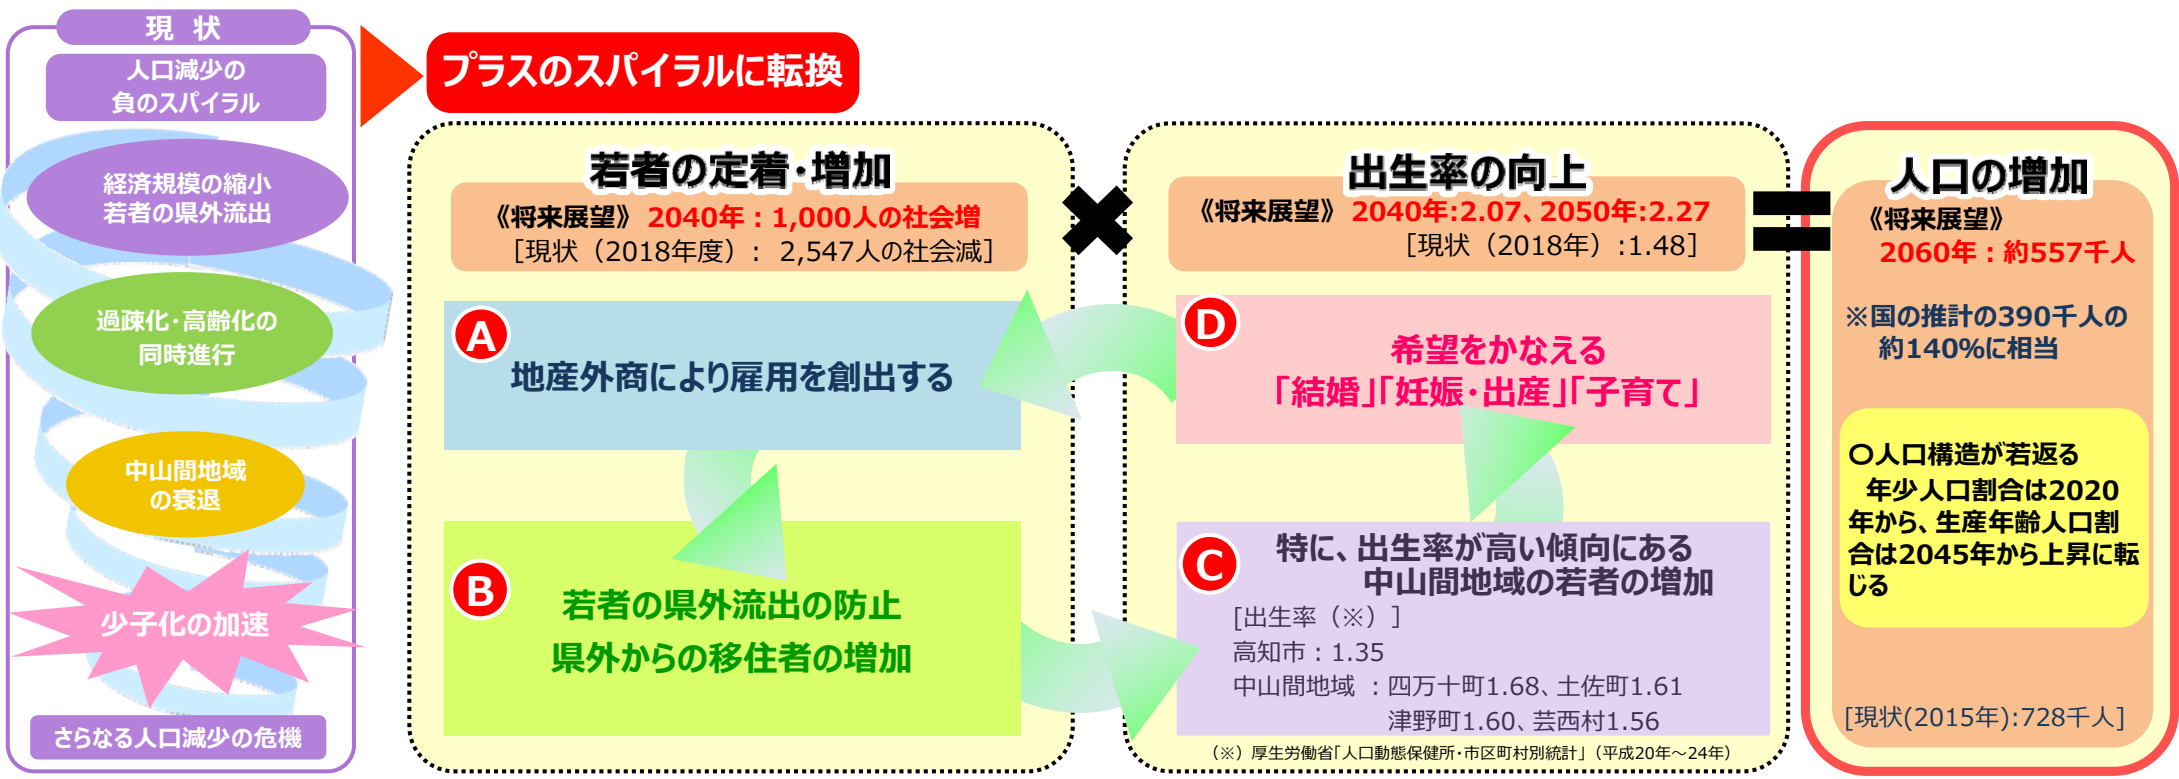 現 状
人口減少の
負のスパイラル
経済規模の縮小
若者の県外流出
過疎化・高齢化の
同時進行
中山間地域
の衰退
少子化の加速
さらなる人口減少の危機
プラスのスパイラルに転換
若者の定着・増加
《将来展望》 2040年：1,000人の社会増
［現状（2018年度）： 2,547人の社会減］
A
地産外商により雇用を創出する
B
若者の県外流出の防止
県外からの移住者の増加
✖
出生率の向上
《将来展望》 2040年:2.07、2050年:2.27
［現状（2018年）:1.48］
D
希望をかなえる
「結婚」「妊娠・出産」「子育て」
C
特に、出生率が高い傾向にある
中山間地域の若者の増加
[出生率（※）]
高知市：1.35
中山間地域 ：四万十町1.68、土佐町1.61
津野町1.60、芸西村1.56
（※）厚生労働省「人口動態保健所・市区町村別統計」（平成20年～24年）
＝
人口の増加
《将来展望》
2060年：約557千人
※国の推計の390千人の
約140%に相当
○人口構造が若返る
年少人口割合は2020
年から、生産年齢人口割
合は2045年から上昇に転
じる
[現状(2015年):728千人]